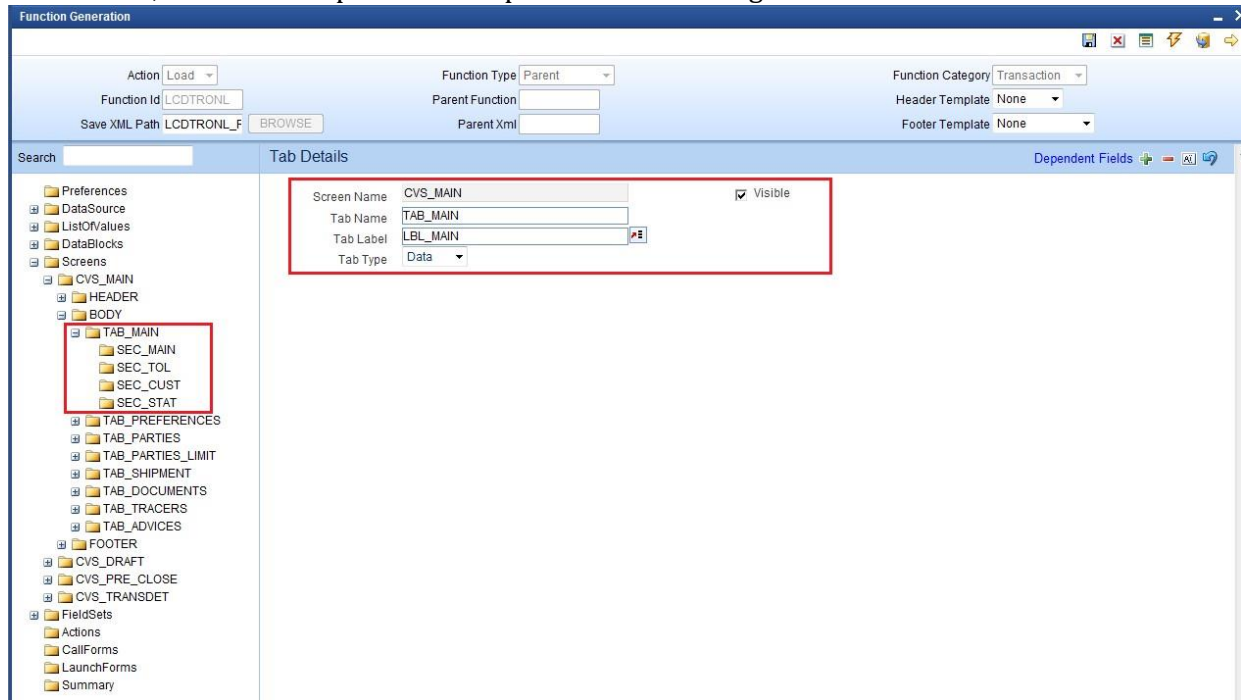 Function Generation
Action Load Function Type Parent Function Category Transaction
Function Id LCDTRONL Parent Function Header Template None
Save XML Path LCDTRONL_ BROWSE Parent Xml Footer Template None
Search Tab Details Dependent Fields
Preferences
DataSource
ListOfValues
DataBlocks
Screens
CVS_MAIN
HEADER
BODY
TAB_MAIN
SEC_MAIN
SEC_TOL
SEC_CUST
SEC_STAT
TAB_PREFERENCES
TAB_PARTIES
TAB_PARTIES_LIMIT
TAB_SHIPMENT
TAB_DOCUMENTS
TAB_TRACERS
TAB_ADVICES
FOOTER
CVS_DRAFT
CVS_PRE_CLOSE
CVS_TRANSDET
FieldSets
Actions
CallForms
LaunchForms
Summary
Screen Name CVS_MAIN Visible
Tab Name TAB_MAIN
Tab Label LBL_MAIN
Tab Type Data